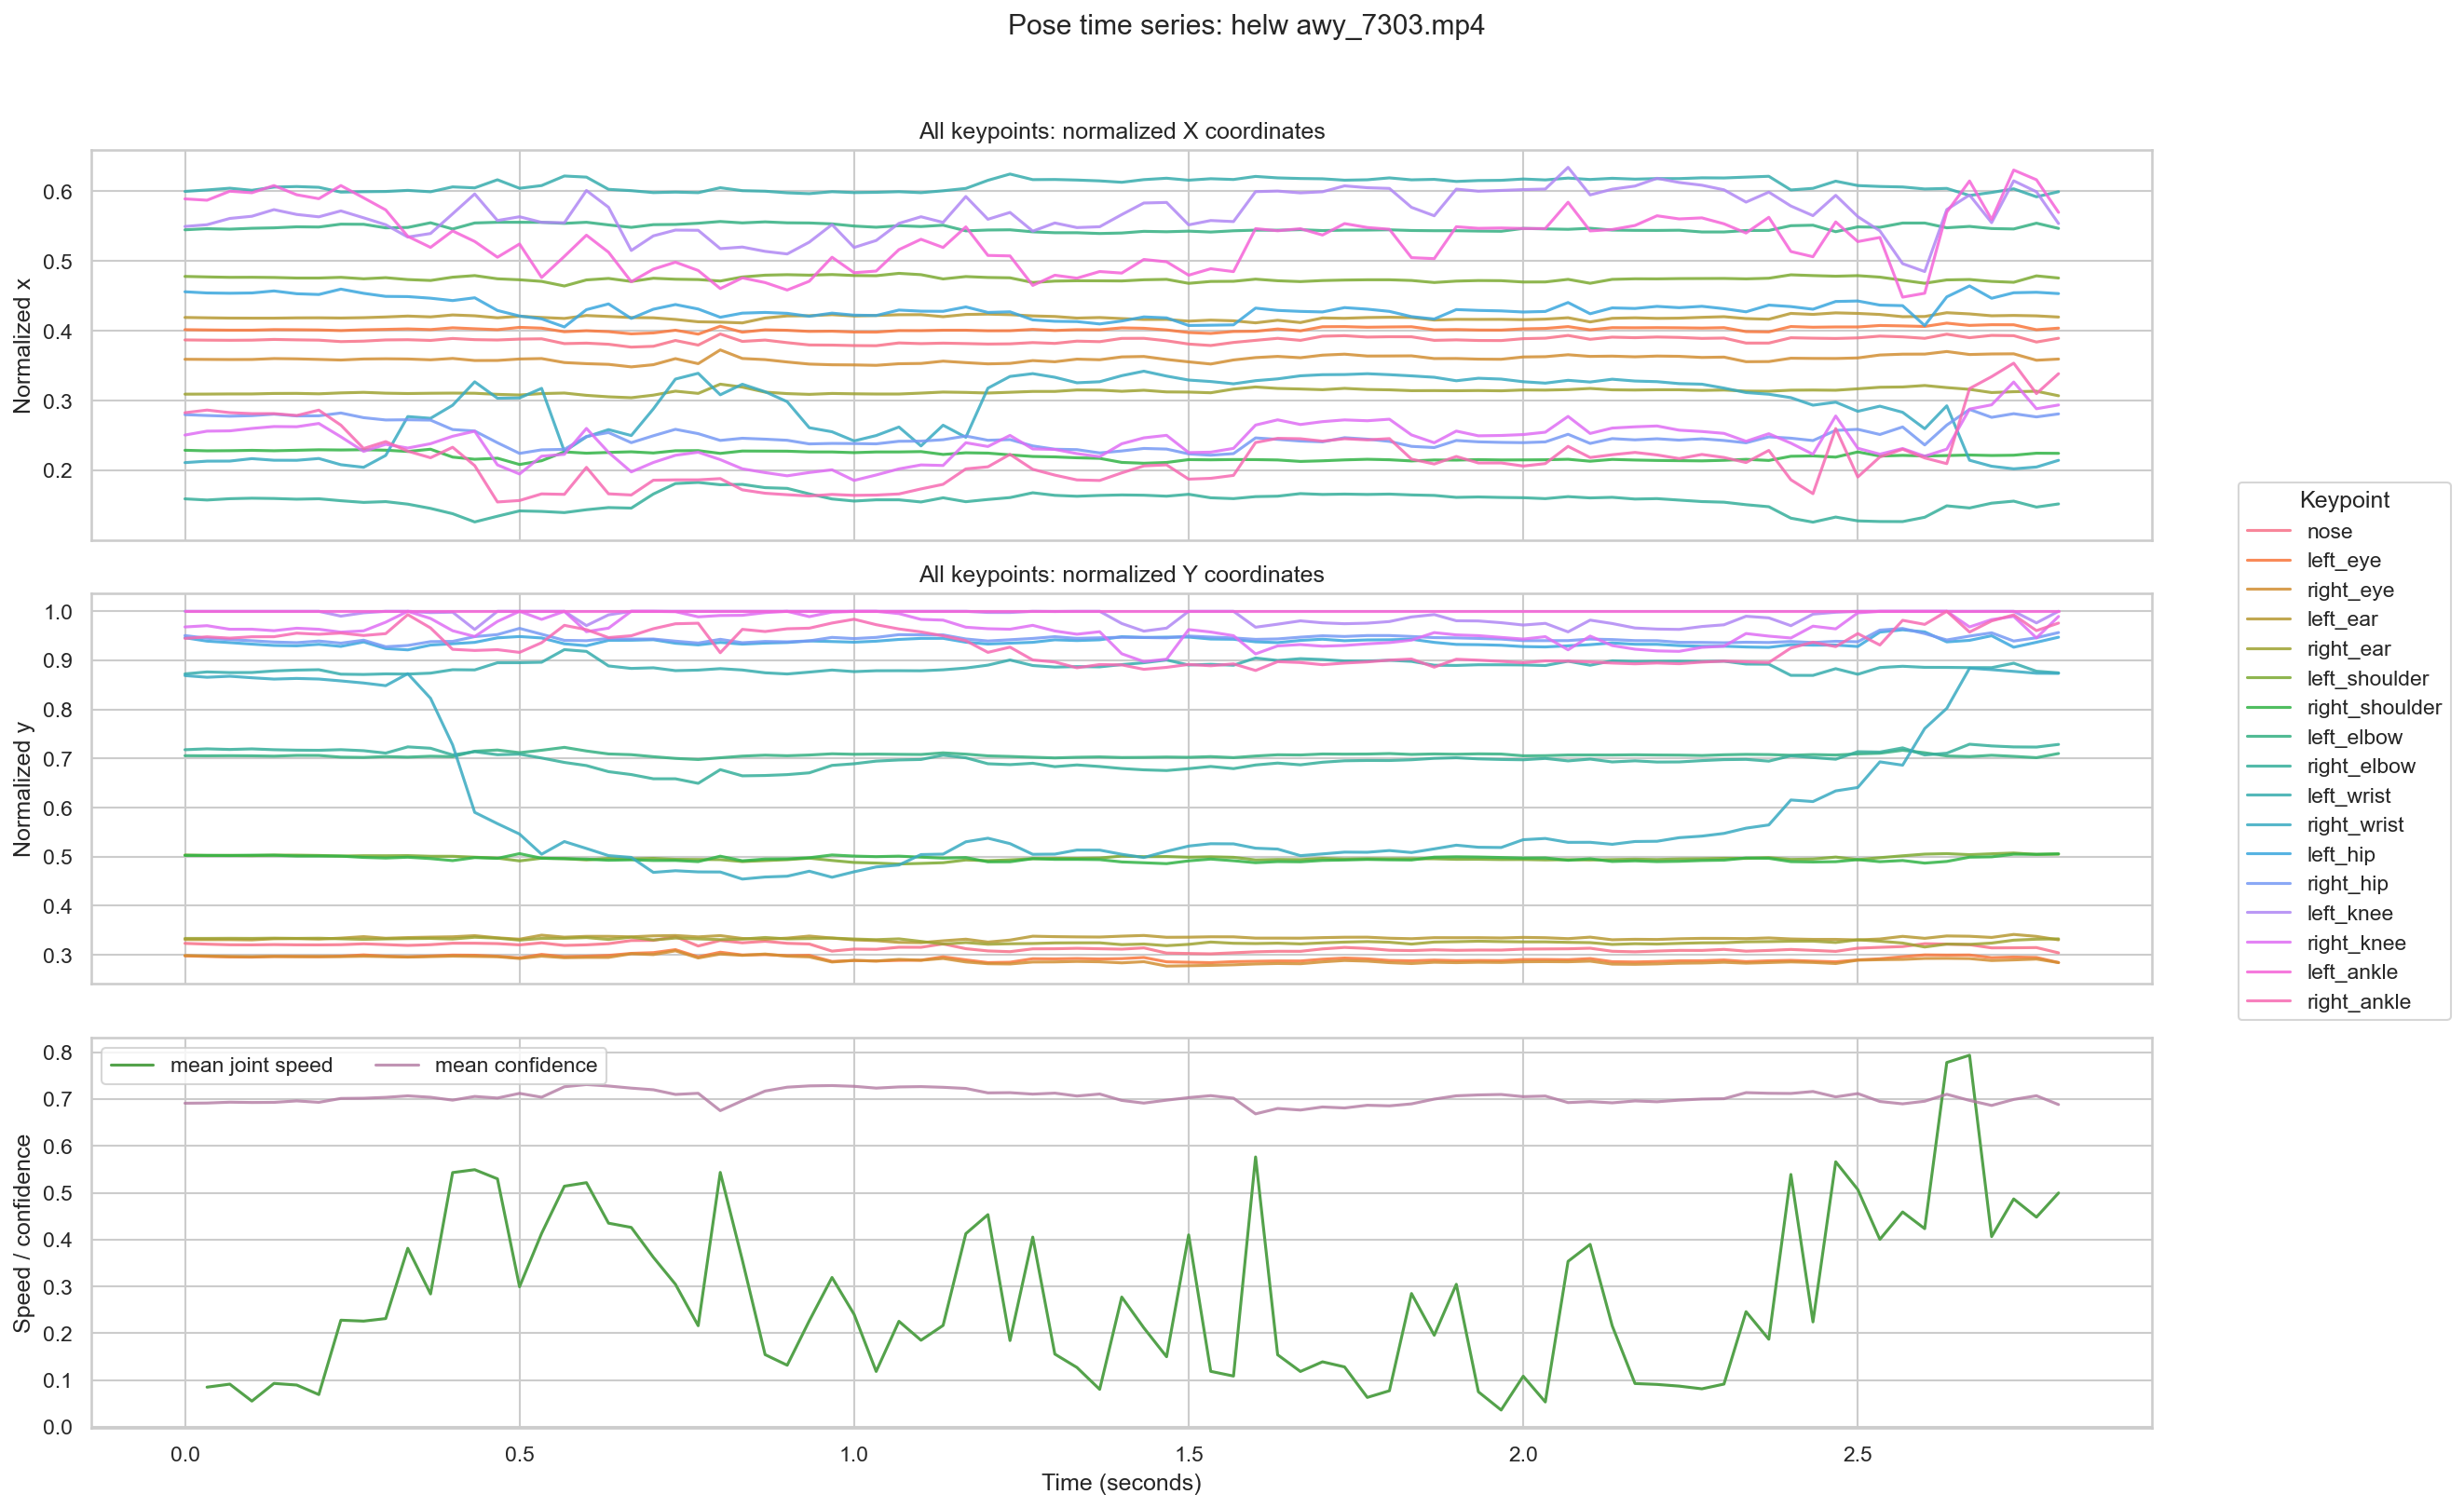 Pose time series: helw awy_7303.mp4
All keypoints: normalized X coordinates
Normalized x
0.6
0.5
0.4
0.3
0.2
All keypoints: normalized Y coordinates
Normalized y
1.0
0.9
0.8
0.7
0.6
0.5
0.4
0.3
Keypoint
nose
left_eye
right_eye
left_ear
right_ear
left_shoulder
right_shoulder
left_elbow
right_elbow
left_wrist
right_wrist
left_hip
right_hip
left_knee
right_knee
left_ankle
right_ankle
mean joint speed mean confidence
Speed / confidence
0.8
0.7
0.6
0.5
0.4
0.3
0.2
0.1
0.0
0.0 0.5 1.0 1.5 2.0 2.5
Time (seconds)